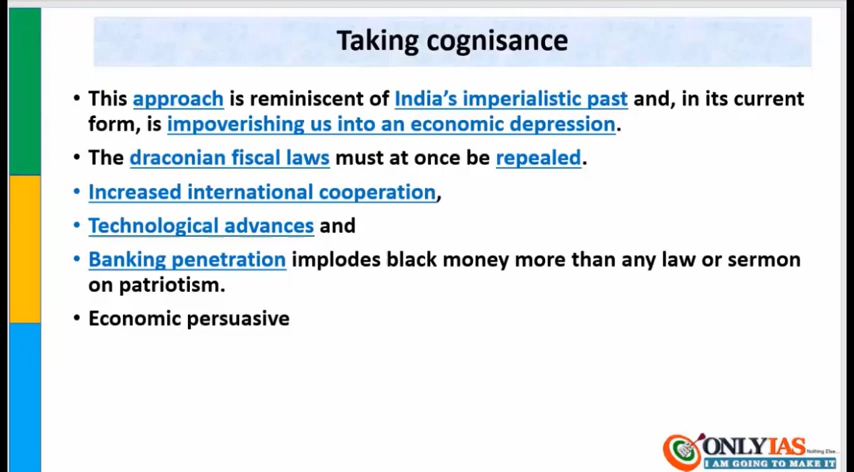 Taking cognisance
• This approach is reminiscent of India's imperialistic past and, in its current
form, is impoverishing us into an economic depression.
• The draconian fiscal laws must at once be repealed.
• Increased international cooperation,
• Technological advances and
• Banking penetration implodes black money more than any law or sermon
on patriotism.
• Economic persuasive
ONLYIAS Nothing Else..
I AM GOING TO MAKE IT